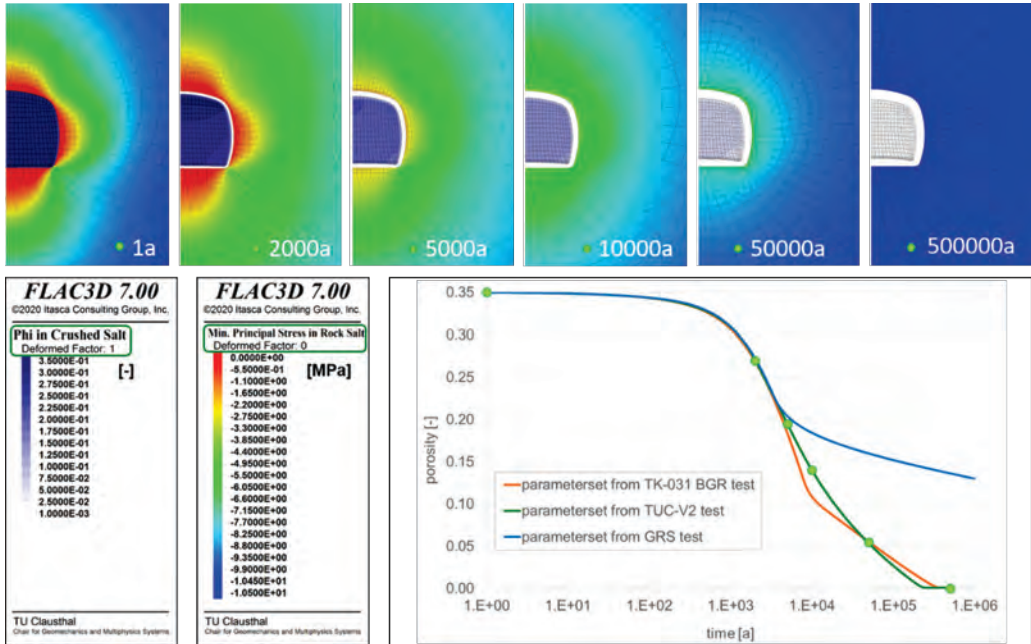 1a
2000a
5000a
10000a
50000a
500000a
FLAC3D 7.00
©2020 Itasca Consulting Group, Inc.
Phi in Crushed Salt
Deformed Factor: 1
[-]
3.5000E-01
3.0000E-01
2.7500E-01
2.5000E-01
2.2500E-01
2.0000E-01
1.7500E-01
1.5000E-01
1.2500E-01
1.0000E-01
7.5000E-02
5.0000E-02
2.5000E-02
1.0000E-03
TU Clausthal
Chair for Geomechanics and Multiphysics Systems
FLAC3D 7.00
©2020 Itasca Consulting Group, Inc.
Min. Principal Stress in Rock Salt
Deformed Factor: 0
[MPa]
0.0000E+00
-5.5000E-01
-1.1000E+00
-1.6500E+00
-2.2000E+00
-2.7500E+00
-3.3000E+00
-3.8500E+00
-4.4000E+00
-4.9500E+00
-5.5000E+00
-6.0500E+00
-6.6000E+00
-7.1500E+00
-7.7000E+00
-8.2500E+00
-8.8000E+00
-9.3500E+00
-9.9000E+00
-1.0450E+01
-1.0500E+01
TU Clausthal
Chair for Geomechanics and Multiphysics Systems
0.35
0.30
0.25
0.20
0.15
0.10
0.05
0.00
porosity [-]
parameterset from TK-031 BGR test
parameterset from TUC-V2 test
parameterset from GRS test
1.E+00
1.E+01
1.E+02
1.E+03
1.E+04
1.E+05
1.E+06
time [a]